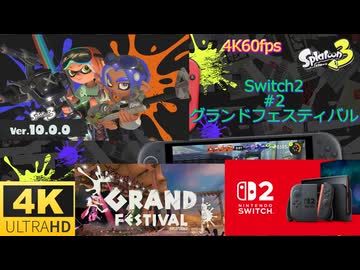 4K60fps
Splatoon 3
Switch2
#2
グランドフェスティバル
Ver.10.0.0
4K
ULTRAHD
GRAND
FESTIVAL
2
NINTENDO
SWITCH